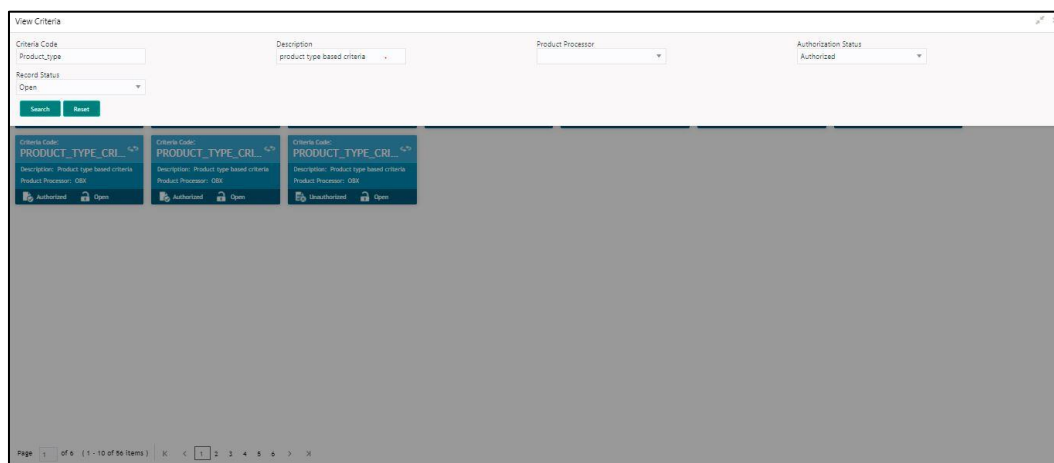 View Criteria
Criteria Code Description Product Processor Authorization Status
Product_type product type based criteria Authorized
Record Status
Open
Search Reset
Criteria Code: Criteria Code: Criteria Code:
PRODUCT_TYPE_CRI... PRODUCT_TYPE_CRI... PRODUCT_TYPE_CRI...
Description: Product type based criteria Description: Product type based criteria Description: Product type based criteria
Product Processor: OBX Product Processor: OBX Product Processor: OBX
Authorized Open Authorized Open Unauthorized Open
Page 1 of 6 (1 - 10 of 56 items) K < 1 2 3 4 5 6 > X